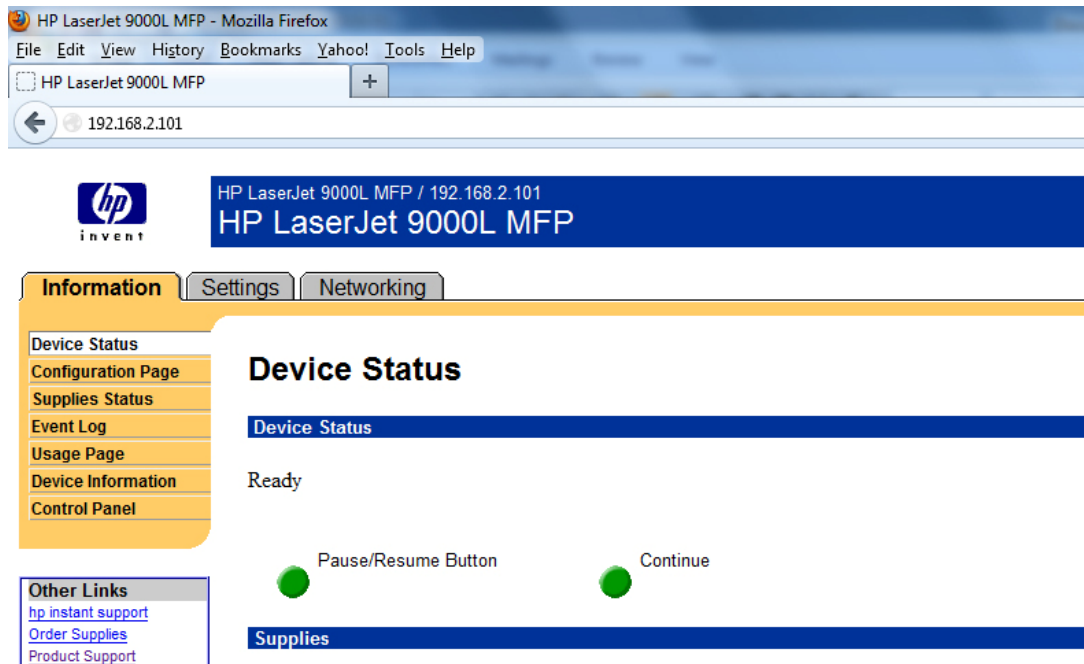 HP LaserJet 9000L MFP - Mozilla Firefox
File Edit View History Bookmarks Yahoo! Tools Help
HP LaserJet 9000L MFP +
192.168.2.101
hp
invent
HP LaserJet 9000L MFP / 192.168.2.101
HP LaserJet 9000L MFP
Information Settings Networking
Device Status
Configuration Page
Supplies Status
Event Log
Usage Page
Device Information
Control Panel
Other Links
hp instant support
Order Supplies
Product Support
Device Status
Device Status
Ready
Pause/Resume Button Continue
Supplies